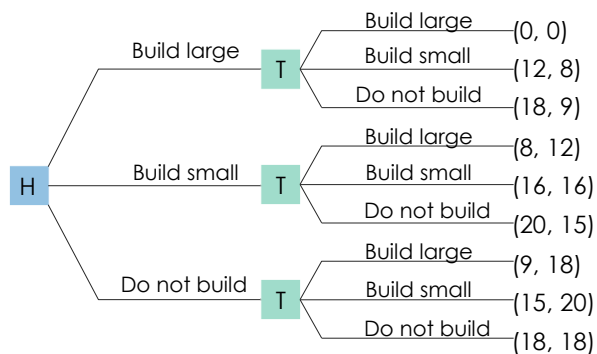 Build large
(0, 0)
Build large
T
Build small
(12, 8)
Do not build
(18, 9)
Build large
(8, 12)
H
Build small
T
Build small
(16, 16)
Do not build
(20, 15)
Build large
(9, 18)
Do not build
T
Build small
(15, 20)
Do not build
(18, 18)